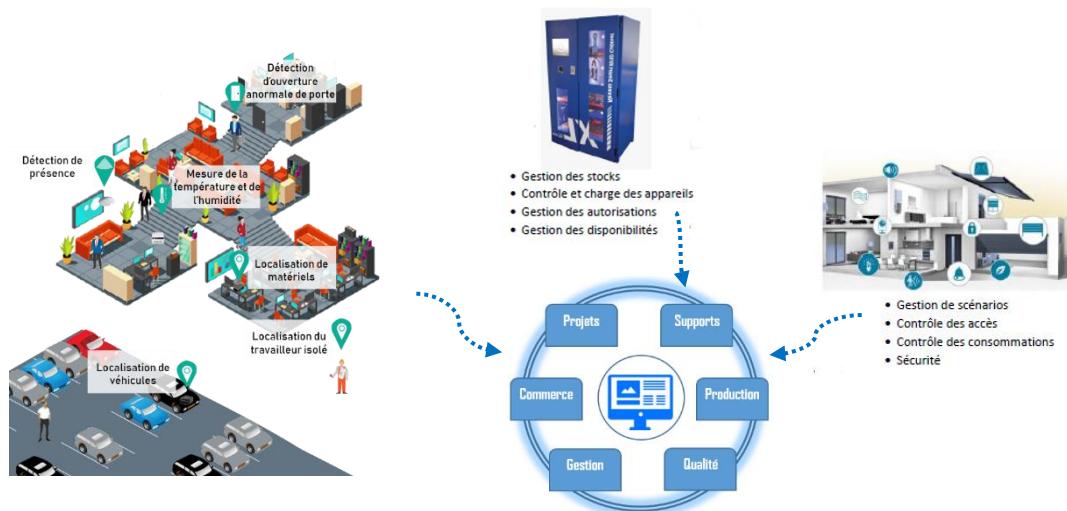 Détection
d'ouverture
anormale de porte
Détection de
présence
Mesure de la
température et de
l'humidité
Localisation de
matériels
Localisation du
travailleur isolé
Localisation de
véhicules
• Gestion des stocks
• Contrôle et charge des appareils
• Gestion des autorisations
• Gestion des disponibilités
• Gestion de scénarios
• Contrôle des accès
• Contrôle des consommations
• Sécurité
Projets
Supports
Commerce
Production
Gestion
Qualité